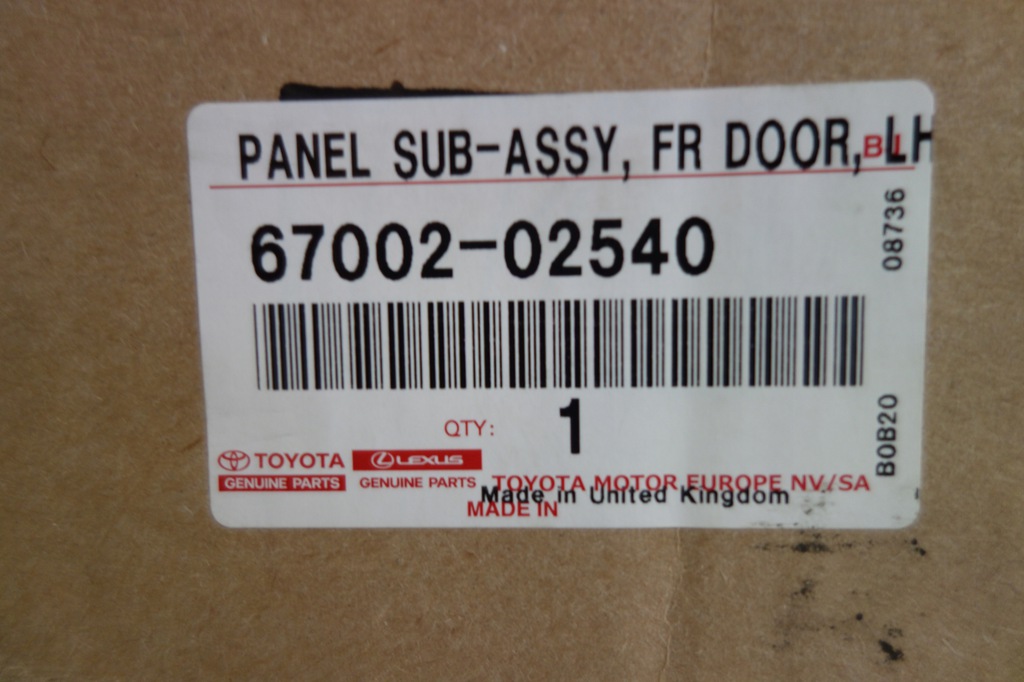 PANEL SUB-ASSY, FR DOOR, LH
67002-02540
08736
QTY: 1
B0B20
TOYOTA
GENUINE PARTS
LEXUS
GENUINE PARTS
TOYOTA MOTOR EUROPE NV/SA
Made in United Kingdom
MADE IN